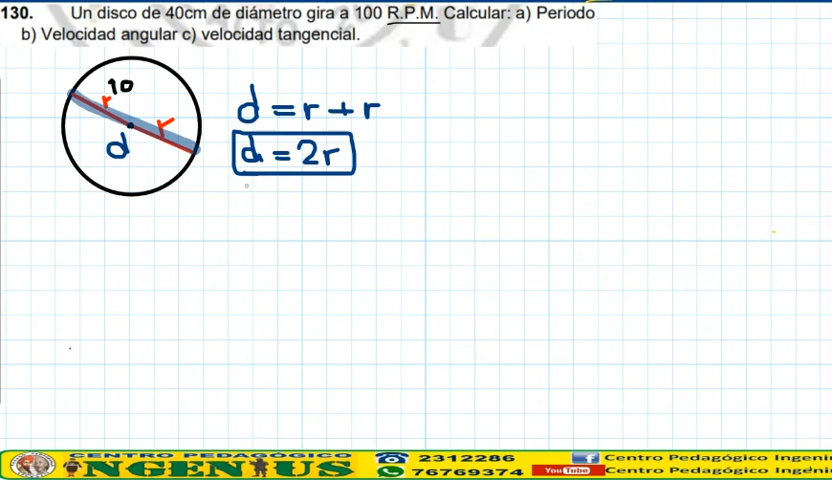 130. Un disco de 40cm de diámetro gira a 100 R.P.M. Calcular: a) Periodo
b) Velocidad angular c) velocidad tangencial.
10
r
r
d
d = r + r
d = 2r
CENTRO PEDAGÓGICO
INGENIUS
2312286
76769374
Centro Pedagógico Ingeni
YouTube Centro Pedagógico Ingéni